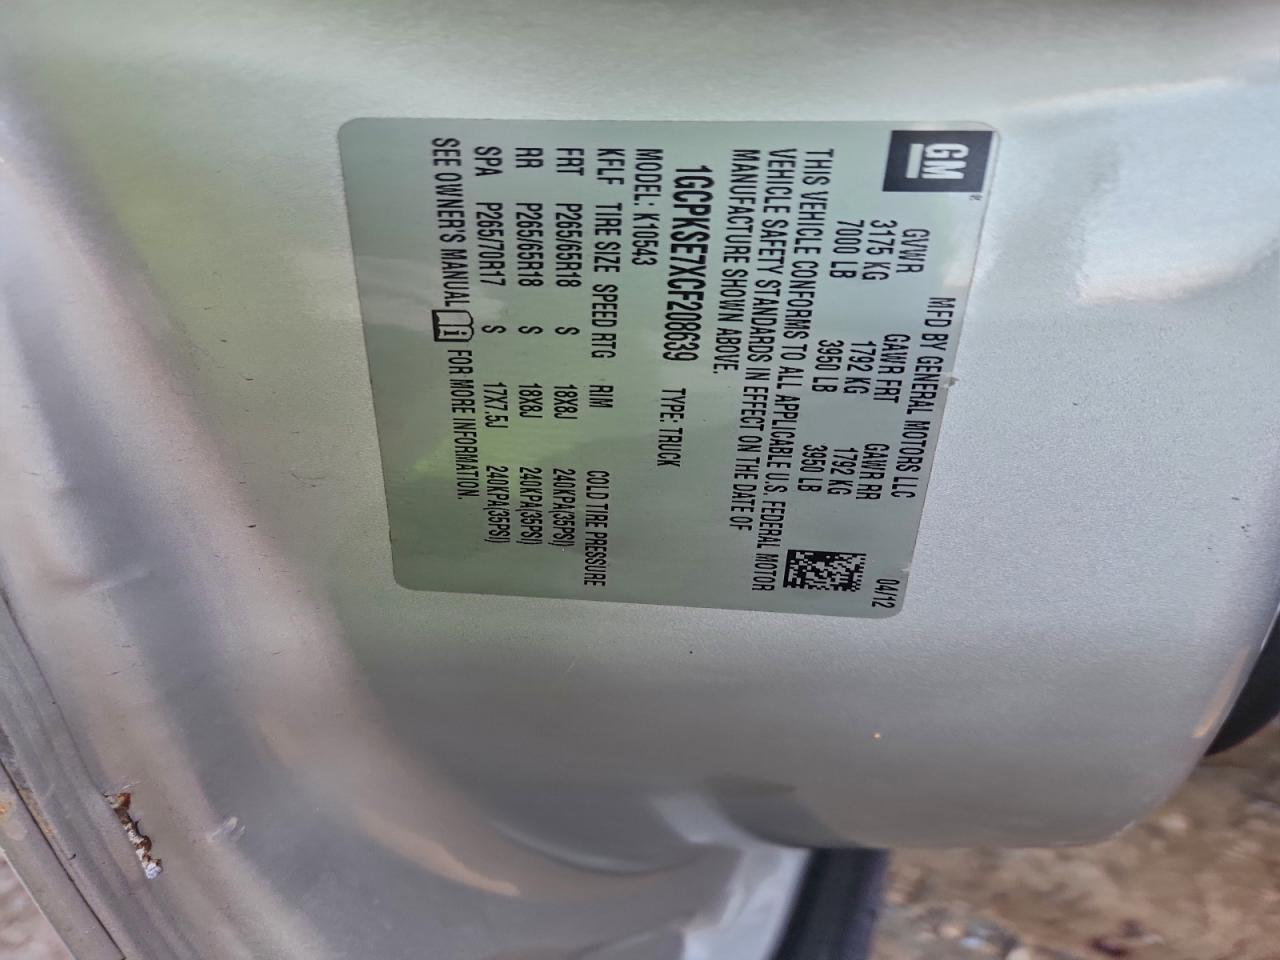 GM
MFD BY GENERAL MOTORS LLC 04/12
GVWR GAWR FRT GAWR RR
3175 KG 1792 KG 1792 KG
7000 LB 3950 LB 3950 LB
THIS VEHICLE CONFORMS TO ALL APPLICABLE U.S. FEDERAL MOTOR
VEHICLE SAFETY STANDARDS IN EFFECT ON THE DATE OF
MANUFACTURE SHOWN ABOVE.
1GCPKSE7XCF208639 TYPE: TRUCK
MODEL: K10543
KFLF TIRE SIZE SPEED RTG RIM COLD TIRE PRESSURE
FRT P265/65R18 S 18X8J 240KPA(35PSI)
RR P265/65R18 S 18X8J 240KPA(35PSI)
SPA P265/70R17 S 17X7.5J 240KPA(35PSI)
SEE OWNER'S MANUAL FOR MORE INFORMATION.